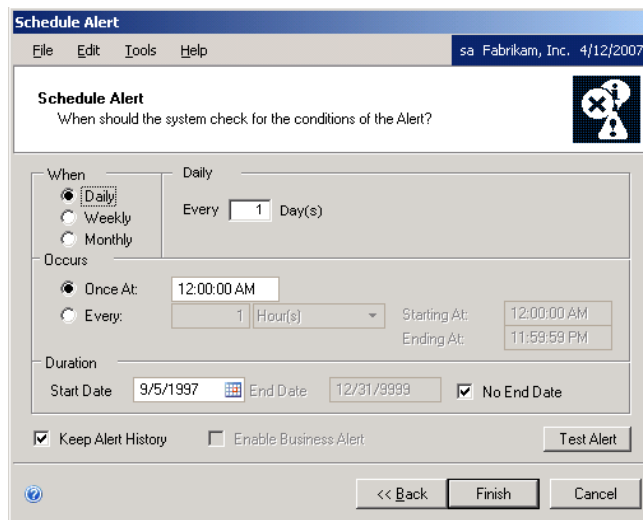 Schedule Alert
File Edit Tools Help sa Fabrikam, Inc. 4/12/2007
Schedule Alert
When should the system check for the conditions of the Alert?
When
Daily
Weekly
Monthly
Daily
Every 1 Day(s)
Occurs
Once At: 12:00:00 AM
Every: 1 Hour(s) Starting At: 12:00:00 AM
Ending At: 11:59:59 PM
Duration
Start Date 9/5/1997 End Date 12/31/9999 No End Date
Keep Alert History Enable Business Alert Test Alert
<< Back Finish Cancel